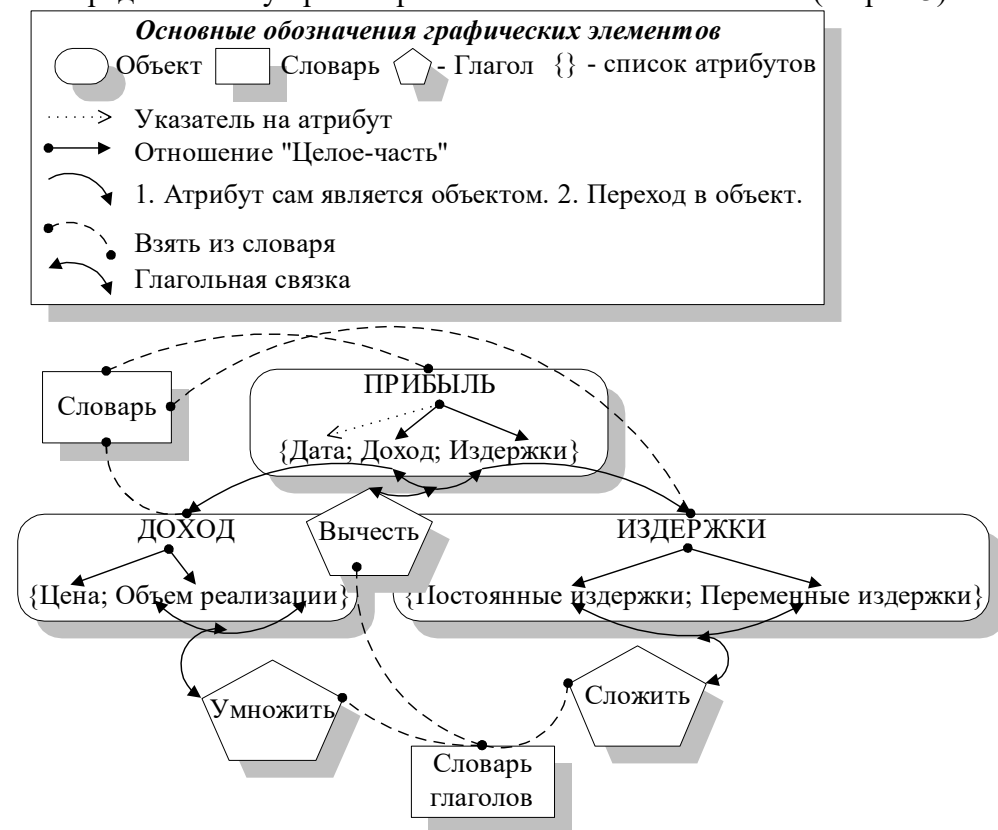 Основные обозначения графических элементов
Объект Словарь - Глагол {} - список атрибутов
Указатель на атрибут
Отношение "Целое-часть"
1. Атрибут сам является объектом. 2. Переход в объект.
Взять из словаря
Глагольная связка
Словарь
ПРИБЫЛЬ
{Дата; Доход; Издержки}
ДОХОД
{Цена; Объем реализации}
Вычесть
ИЗДЕРЖКИ
{Постоянные издержки; Переменные издержки}
Умножить
Сложить
Словарь
глаголов